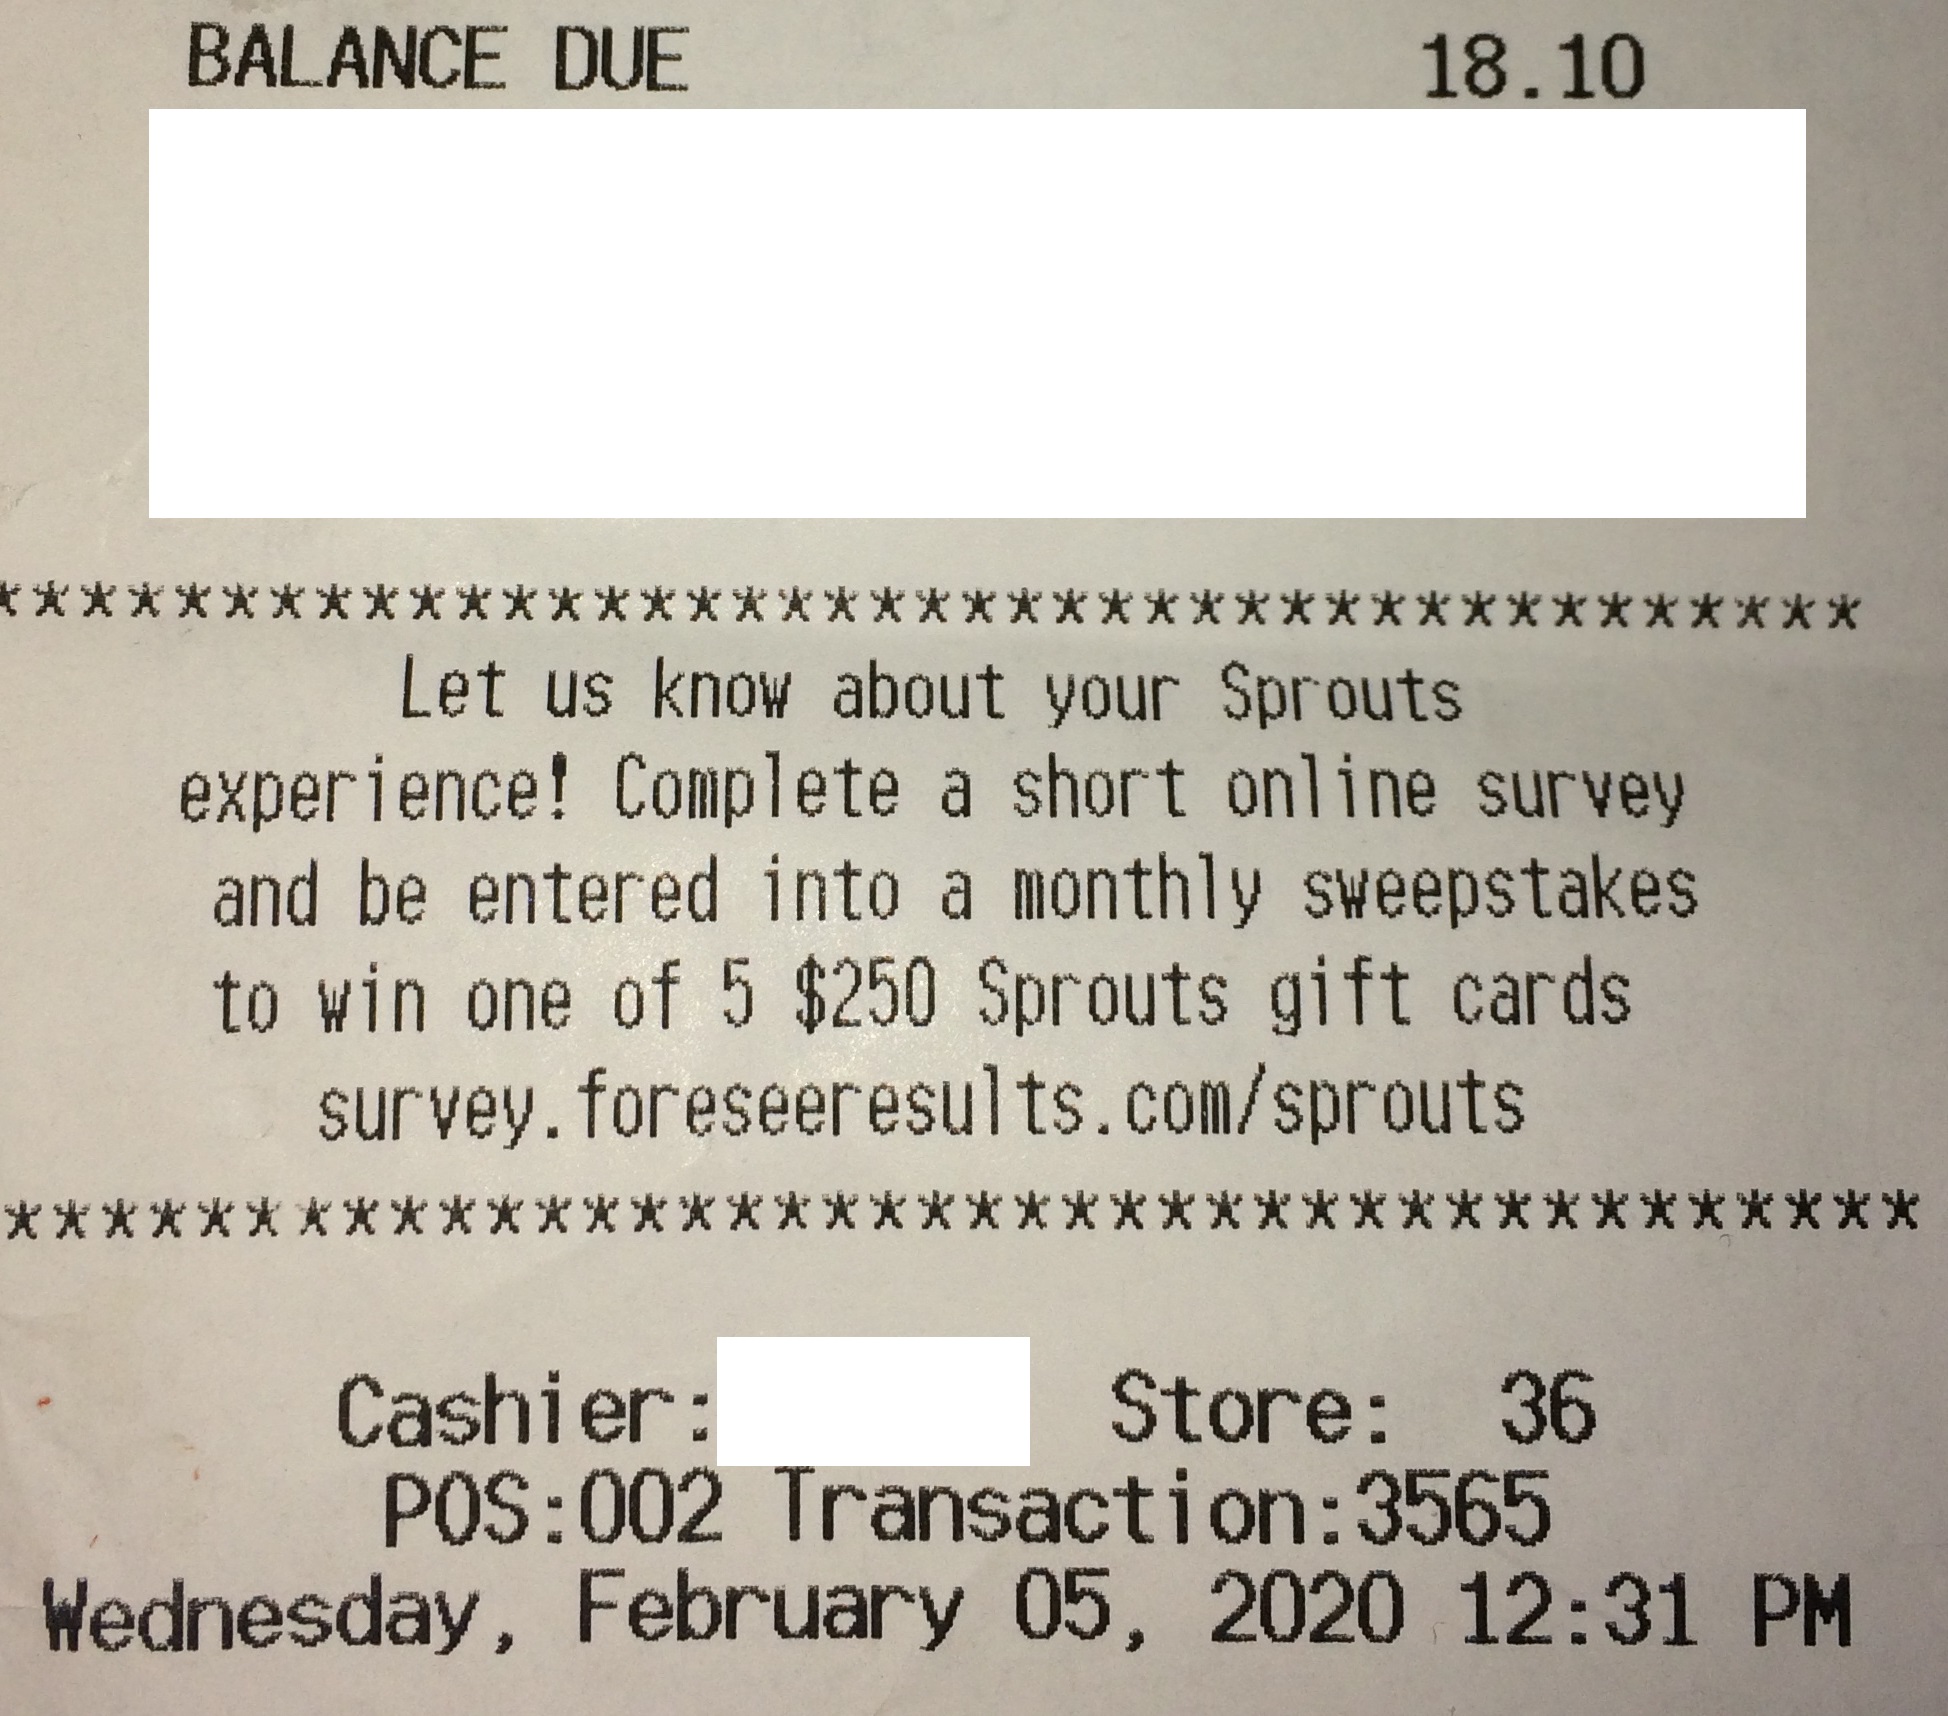 BALANCE DUE 18.10
****************************************
Let us know about your Sprouts
experience! Complete a short online survey
and be entered into a monthly sweepstakes
to win one of 5 $250 Sprouts gift cards
survey.foreseeresults.com/sprouts
****************************************
Cashier: Store: 36
POS:002 Transaction:3565
Wednesday, February 05, 2020 12:31 PM